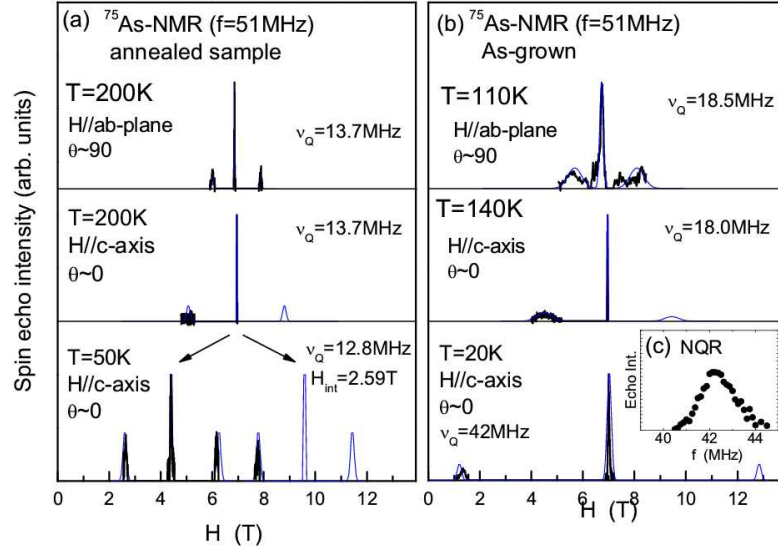 (a) ⁷⁵As-NMR (f=51MHz)
annealed sample
T=200K
H//ab-plane
θ~90
ν_Q=13.7MHz
T=200K
H//c-axis
θ~0
ν_Q=13.7MHz
T=50K
H//c-axis
θ~0
ν_Q=12.8MHz
H_int=2.59T
0 2 4 6 8 10 12
H (T)
Spin echo intensity (arb. units)
(b) ⁷⁵As-NMR (f=51MHz)
As-grown
T=110K
H//ab-plane
θ~90
ν_Q=18.5MHz
T=140K
H//c-axis
θ~0
ν_Q=18.0MHz
T=20K
H//c-axis
θ~0
ν_Q=42MHz
(c) NQR
Echo Int.
40 42 44
f (MHz)
0 2 4 6 8 10 12
H (T)